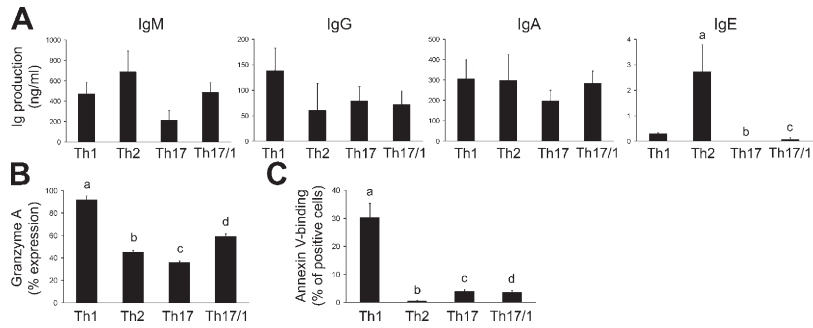 A
IgM
IgG
IgA
IgE
Ig production
(ng/ml)
1000
800
600
400
200
0
Th1 Th2 Th17 Th17/1
200
150
100
50
0
Th1 Th2 Th17 Th17/1
500
400
300
200
100
0
Th1 Th2 Th17 Th17/1
4
3
2
1
0
a
b
c
Th1 Th2 Th17 Th17/1
B
Granzyme A
(% expression)
100
80
60
40
20
0
a
b
c
d
Th1 Th2 Th17 Th17/1
C
Annexin V-binding
(% of positive cells)
40
30
20
10
0
a
b
c
d
Th1 Th2 Th17 Th17/1